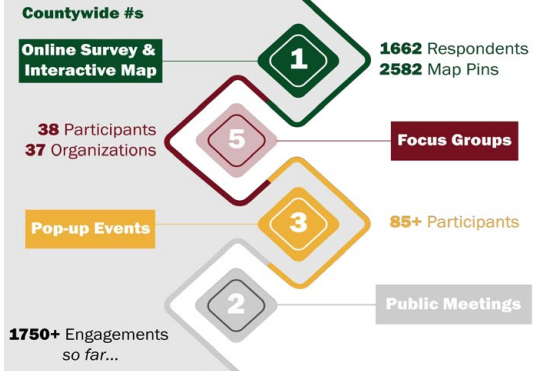 Countywide #s
Online Survey &
Interactive Map
1
1662 Respondents
2582 Map Pins
38 Participants
37 Organizations
5
Focus Groups
Pop-up Events
3
85+ Participants
2
Public Meetings
1750+ Engagements
so far...